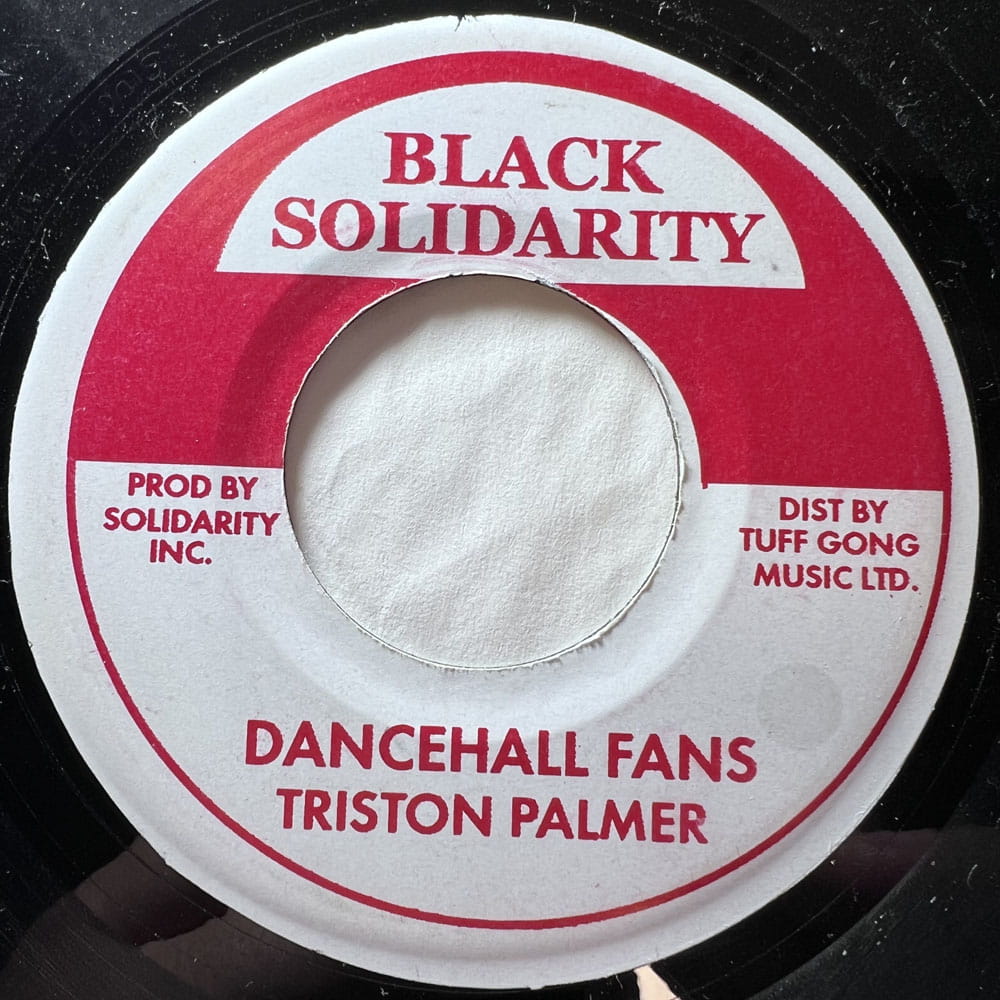 BLACK
SOLIDARITY
PROD BY
SOLIDARITY
INC.
DIST BY
TUFF GONG
MUSIC LTD.
DANCEHALL FANS
TRISTON PALMER